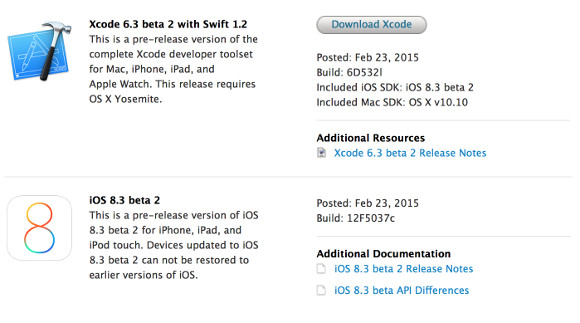 Xcode 6.3 beta 2 with Swift 1.2
This is a pre-release version of the
complete Xcode developer toolset
for Mac, iPhone, iPad, and
Apple Watch. This release requires
OS X Yosemite.
Download Xcode
Posted: Feb 23, 2015
Build: 6D532l
Included iOS SDK: iOS 8.3 beta 2
Included Mac SDK: OS X v10.10
Additional Resources
Xcode 6.3 beta 2 Release Notes
8
iOS 8.3 beta 2
This is a pre-release version of iOS
8.3 beta 2 for iPhone, iPad, and
iPod touch. Devices updated to iOS
8.3 beta 2 can not be restored to
earlier versions of iOS.
Posted: Feb 23, 2015
Build: 12F5037c
Additional Documentation
iOS 8.3 beta 2 Release Notes
iOS 8.3 beta API Differences